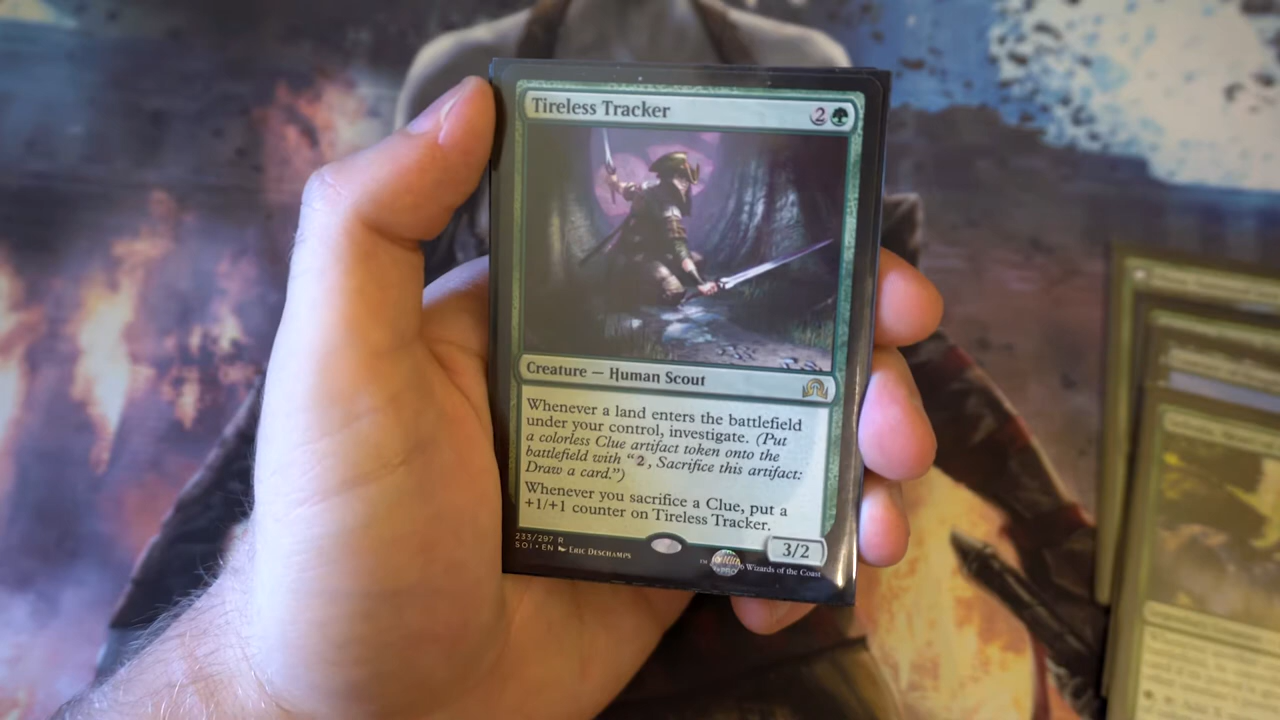 Tireless Tracker 2
Creature — Human Scout
Whenever a land enters the battlefield
under your control, investigate. (Put
a colorless Clue artifact token onto the
battlefield with “2, Sacrifice this artifact:
Draw a card.”)
Whenever you sacrifice a Clue, put a
+1/+1 counter on Tireless Tracker.
3/2
233/297 R
SOI • EN Eric Deschamps
™ & 6 Wizards of the Coast